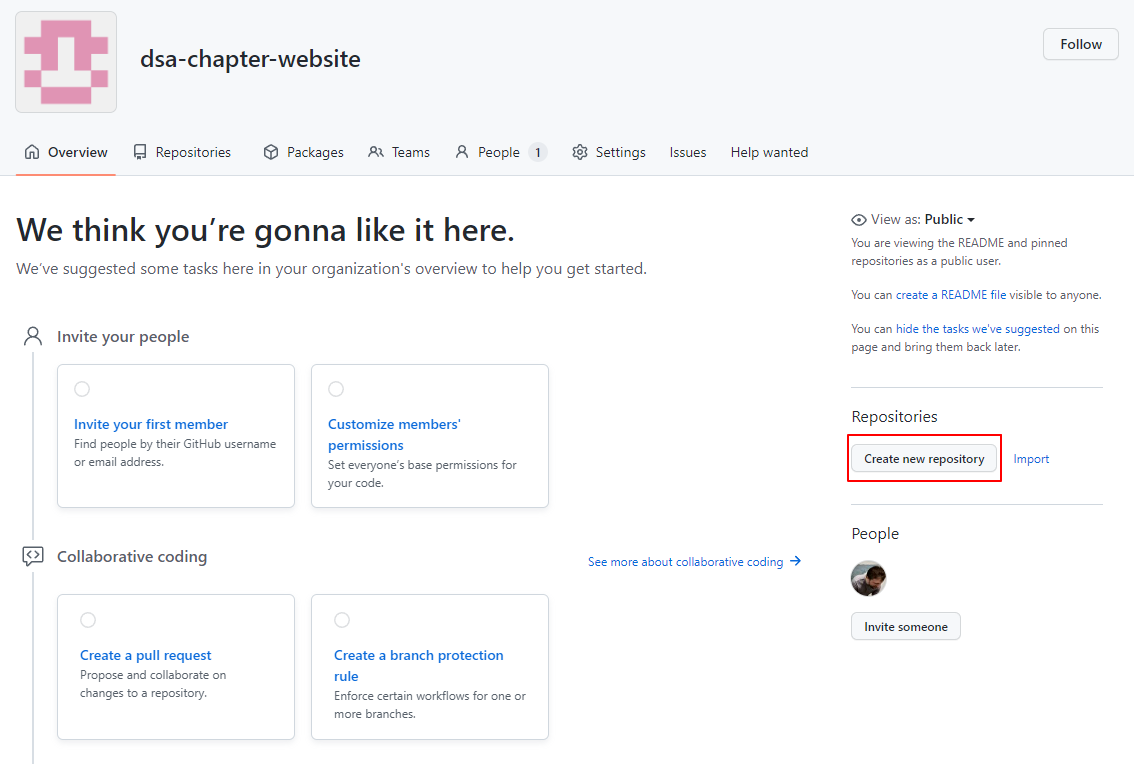 dsa-chapter-website
Follow
Overview Repositories Packages Teams People 1 Settings Issues Help wanted
We think you’re gonna like it here.
We've suggested some tasks here in your organization's overview to help you get started.
Invite your people
Invite your first member
Find people by their GitHub username
or email address.
Customize members'
permissions
Set everyone's base permissions for
your code.
Collaborative coding
See more about collaborative coding
Create a pull request
Propose and collaborate on
changes to a repository.
Create a branch protection
rule
Enforce certain workflows for one or
more branches.
View as: Public
You are viewing the README and pinned
repositories as a public user.
You can create a README file visible to anyone.
You can hide the tasks we've suggested on this
page and bring them back later.
Repositories
Create new repository Import
People
Invite someone